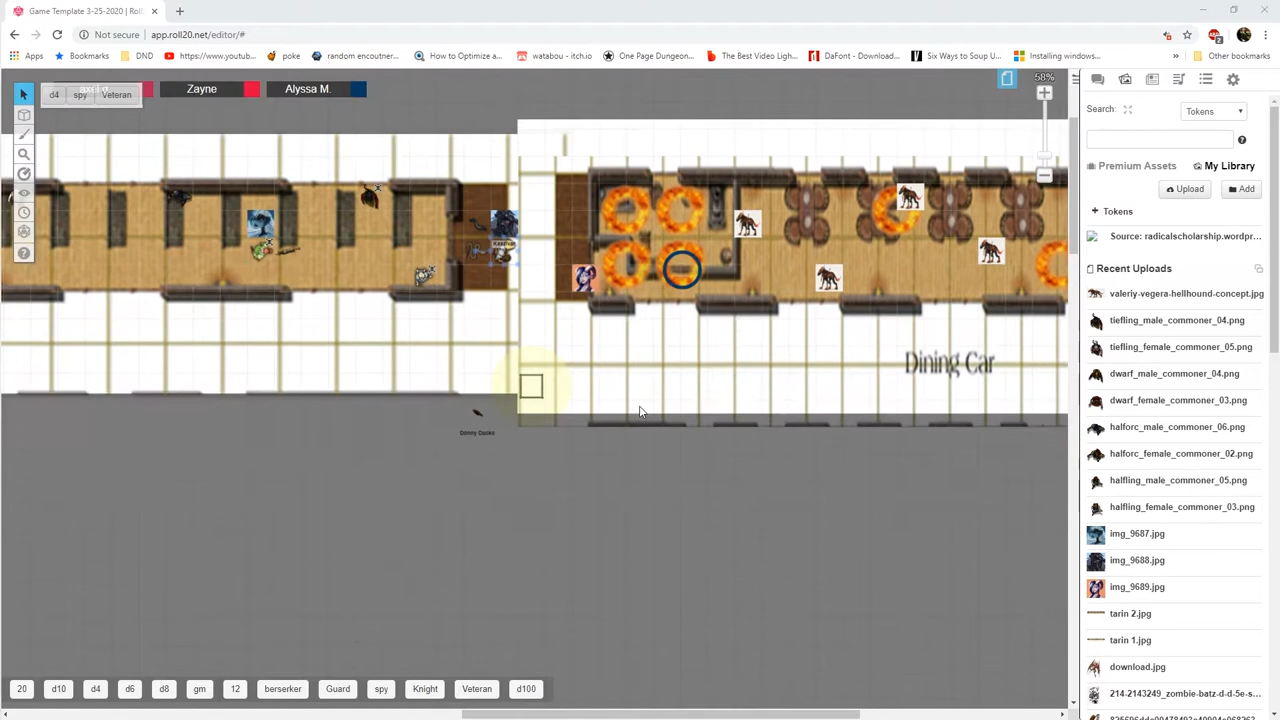 Game Template 3-25-2020 | Rol
Not secure
app.roll20.net/editor/#
Apps
Bookmarks
DND
https://www.youtube...
poke
random encoutner...
How to Optimize a...
watabou - itch.io
One Page Dungeon...
The Best Video Ligh...
DaFont - Download...
Six Ways to Soup U...
Installing windows...
»
Other bookmarks
d4
spy
Veteran
Zayne
Alyssa M.
58%
Search:
Tokens
Premium Assets
My Library
Upload
Add
+ Tokens
Source: radicalscholarship.wordpr...
Recent Uploads
valeriy-vegera-hellhound-concept.jpg
tiefling_male_commoner_04.png
tiefling_female_commoner_05.png
dwarf_male_commoner_04.png
dwarf_female_commoner_03.png
halforc_male_commoner_06.png
halforc_female_commoner_02.png
halfling_male_commoner_05.png
halfling_female_commoner_03.png
img_9687.jpg
img_9688.jpg
img_9689.jpg
tarin 2.jpg
tarin 1.jpg
download.jpg
214-2143249_zombie-batz-d-d-5e-s...
Dining Car
20
d10
d4
d6
d8
gm
12
berserker
Guard
spy
Knight
Veteran
d100